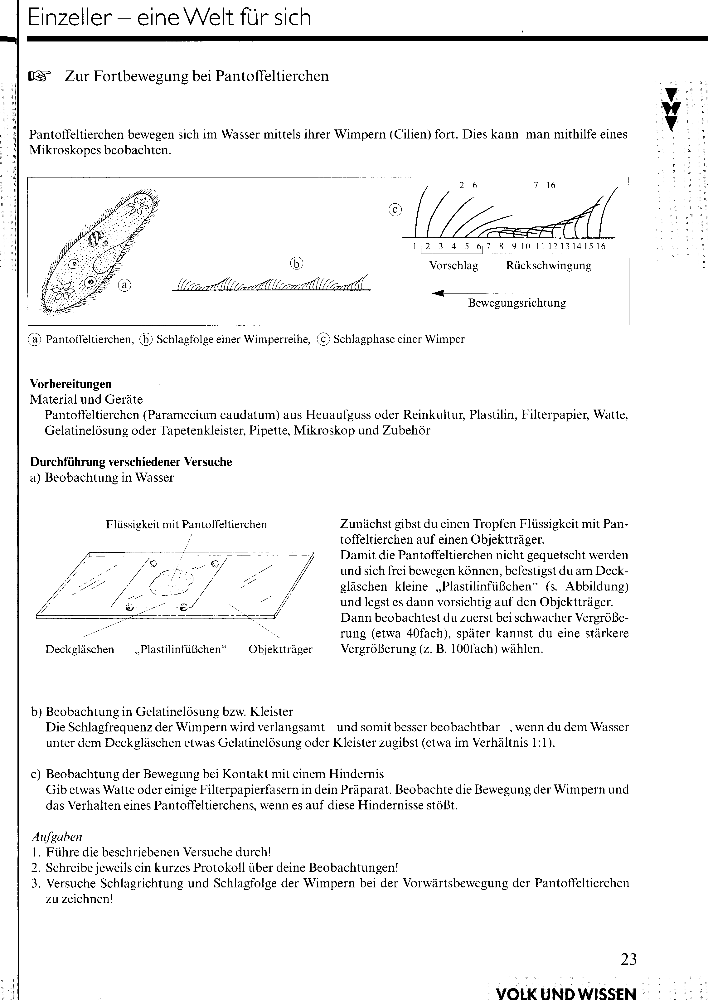 Einzeller – eine Welt für sich
☞ Zur Fortbewegung bei Pantoffeltierchen
Pantoffeltierchen bewegen sich im Wasser mittels ihrer Wimpern (Cilien) fort. Dies kann man mithilfe eines
Mikroskopes beobachten.
2–6
7–16
ⓒ
1 2 3 4 5 6 7 8 9 10 11 12 13 14 15 16
ⓑ
Vorschlag
Rückschwingung
ⓐ
Bewegungsrichtung
ⓐ Pantoffeltierchen, ⓑ Schlagfolge einer Wimperreihe, ⓒ Schlagphase einer Wimper
Vorbereitungen
Material und Geräte
Pantoffeltierchen (Paramecium caudatum) aus Heuaufguss oder Reinkultur, Plastilin, Filterpapier, Watte,
Gelatinelösung oder Tapetenkleister, Pipette, Mikroskop und Zubehör
Durchführung verschiedener Versuche
a) Beobachtung in Wasser
Flüssigkeit mit Pantoffeltierchen
Deckgläschen
„Plastilinfüßchen“
Objektträger
Zunächst gibst du einen Tropfen Flüssigkeit mit Pan-
toffeltierchen auf einen Objektträger.
Damit die Pantoffeltierchen nicht gequetscht werden
und sich frei bewegen können, befestigst du am Deck-
gläschen kleine „Plastilinfüßchen“ (s. Abbildung)
und legst es dann vorsichtig auf den Objektträger.
Dann beobachtest du zuerst bei schwacher Vergröße-
rung (etwa 40fach), später kannst du eine stärkere
Vergrößerung (z. B. 100fach) wählen.
b) Beobachtung in Gelatinelösung bzw. Kleister
Die Schlagfrequenz der Wimpern wird verlangsamt – und somit besser beobachtbar –, wenn du dem Wasser
unter dem Deckgläschen etwas Gelatinelösung oder Kleister zugibst (etwa im Verhältnis 1:1).
c) Beobachtung der Bewegung bei Kontakt mit einem Hindernis
Gib etwas Watte oder einige Filterpapierfasern in dein Präparat. Beobachte die Bewegung der Wimpern und
das Verhalten eines Pantoffeltierchens, wenn es auf diese Hindernisse stößt.
Aufgaben
1. Führe die beschriebenen Versuche durch!
2. Schreibe jeweils ein kurzes Protokoll über deine Beobachtungen!
3. Versuche Schlagrichtung und Schlagfolge der Wimpern bei der Vorwärtsbewegung der Pantoffeltierchen
zu zeichnen!
23
VOLK UND WISSEN